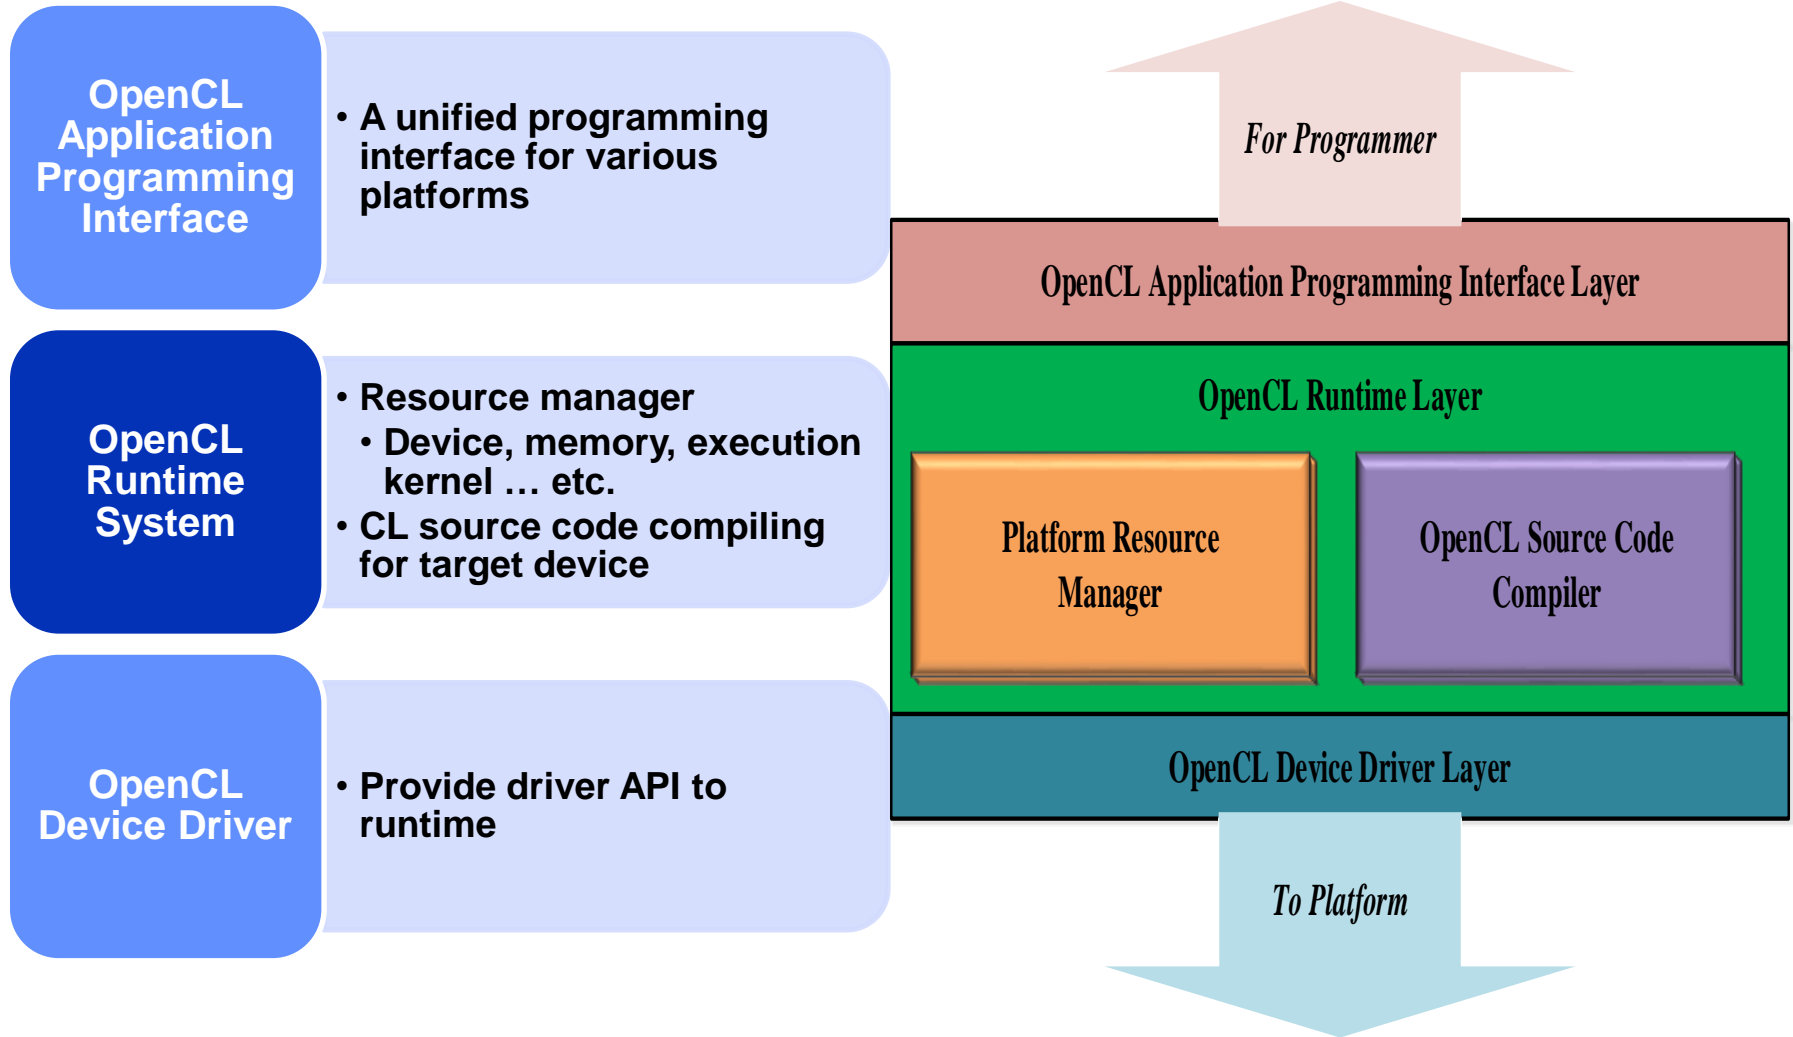 OpenCL
Application
Programming
Interface
• A unified programming
interface for various
platforms
OpenCL
Runtime
System
• Resource manager
• Device, memory, execution
kernel … etc.
• CL source code compiling
for target device
OpenCL
Device Driver
• Provide driver API to
runtime
For Programmer
OpenCL Application Programming Interface Layer
OpenCL Runtime Layer
Platform Resource
Manager
OpenCL Source Code
Compiler
OpenCL Device Driver Layer
To Platform